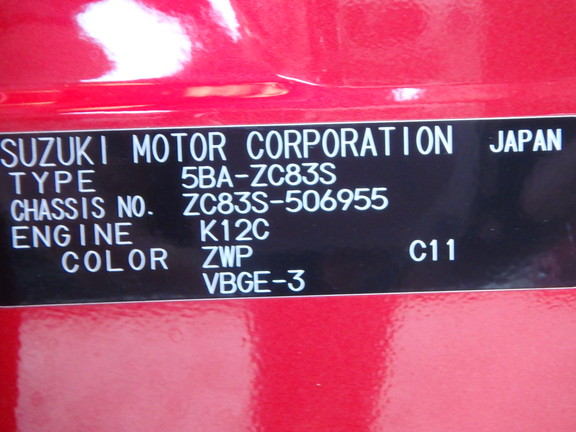 SUZUKI MOTOR CORPORATION JAPAN
TYPE 5BA-ZC83S
CHASSIS NO. ZC83S-506955
ENGINE K12C
COLOR ZWP C11
VBGE-3